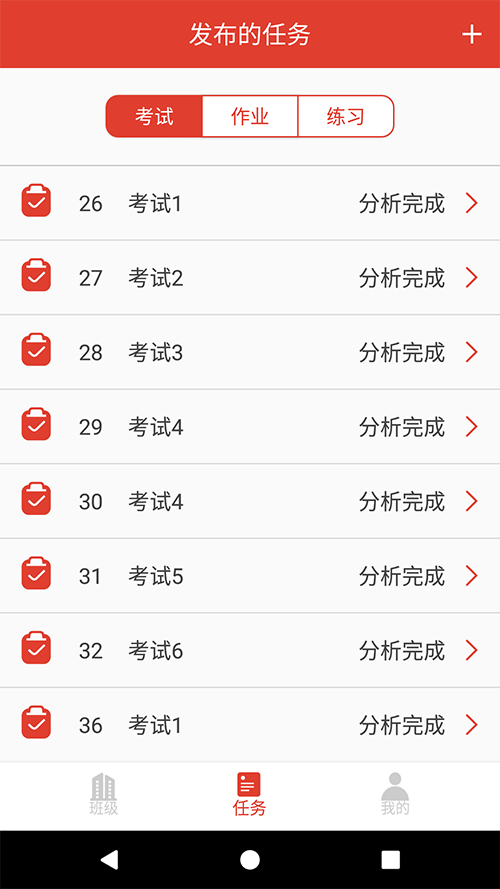 发布的任务 +
考试 作业 练习
26 考试1 分析完成
27 考试2 分析完成
28 考试3 分析完成
29 考试4 分析完成
30 考试4 分析完成
31 考试5 分析完成
32 考试6 分析完成
36 考试1 分析完成
班级 任务 我的